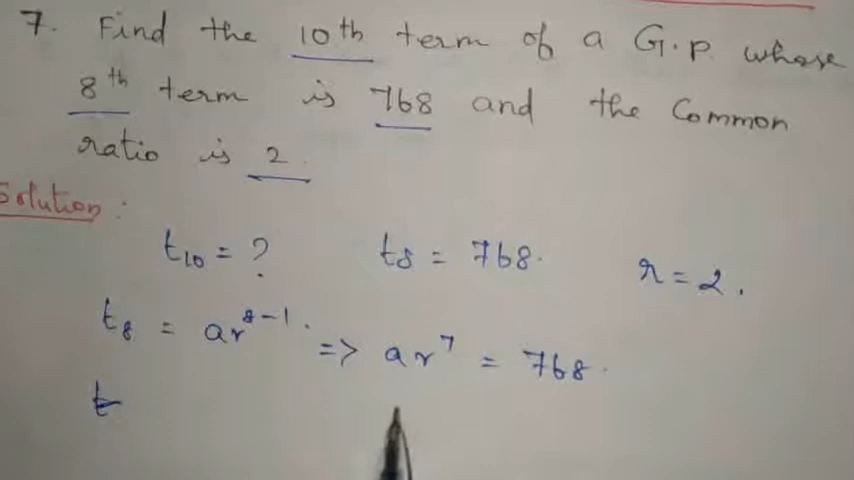 7. Find the 10th term of a G.P. whose
8th term is 768 and the Common
ratio is 2.
Solution:
t10 = ? t8 = 768. r = 2.
t8 = ar^8-1. => ar^7 = 768.
t